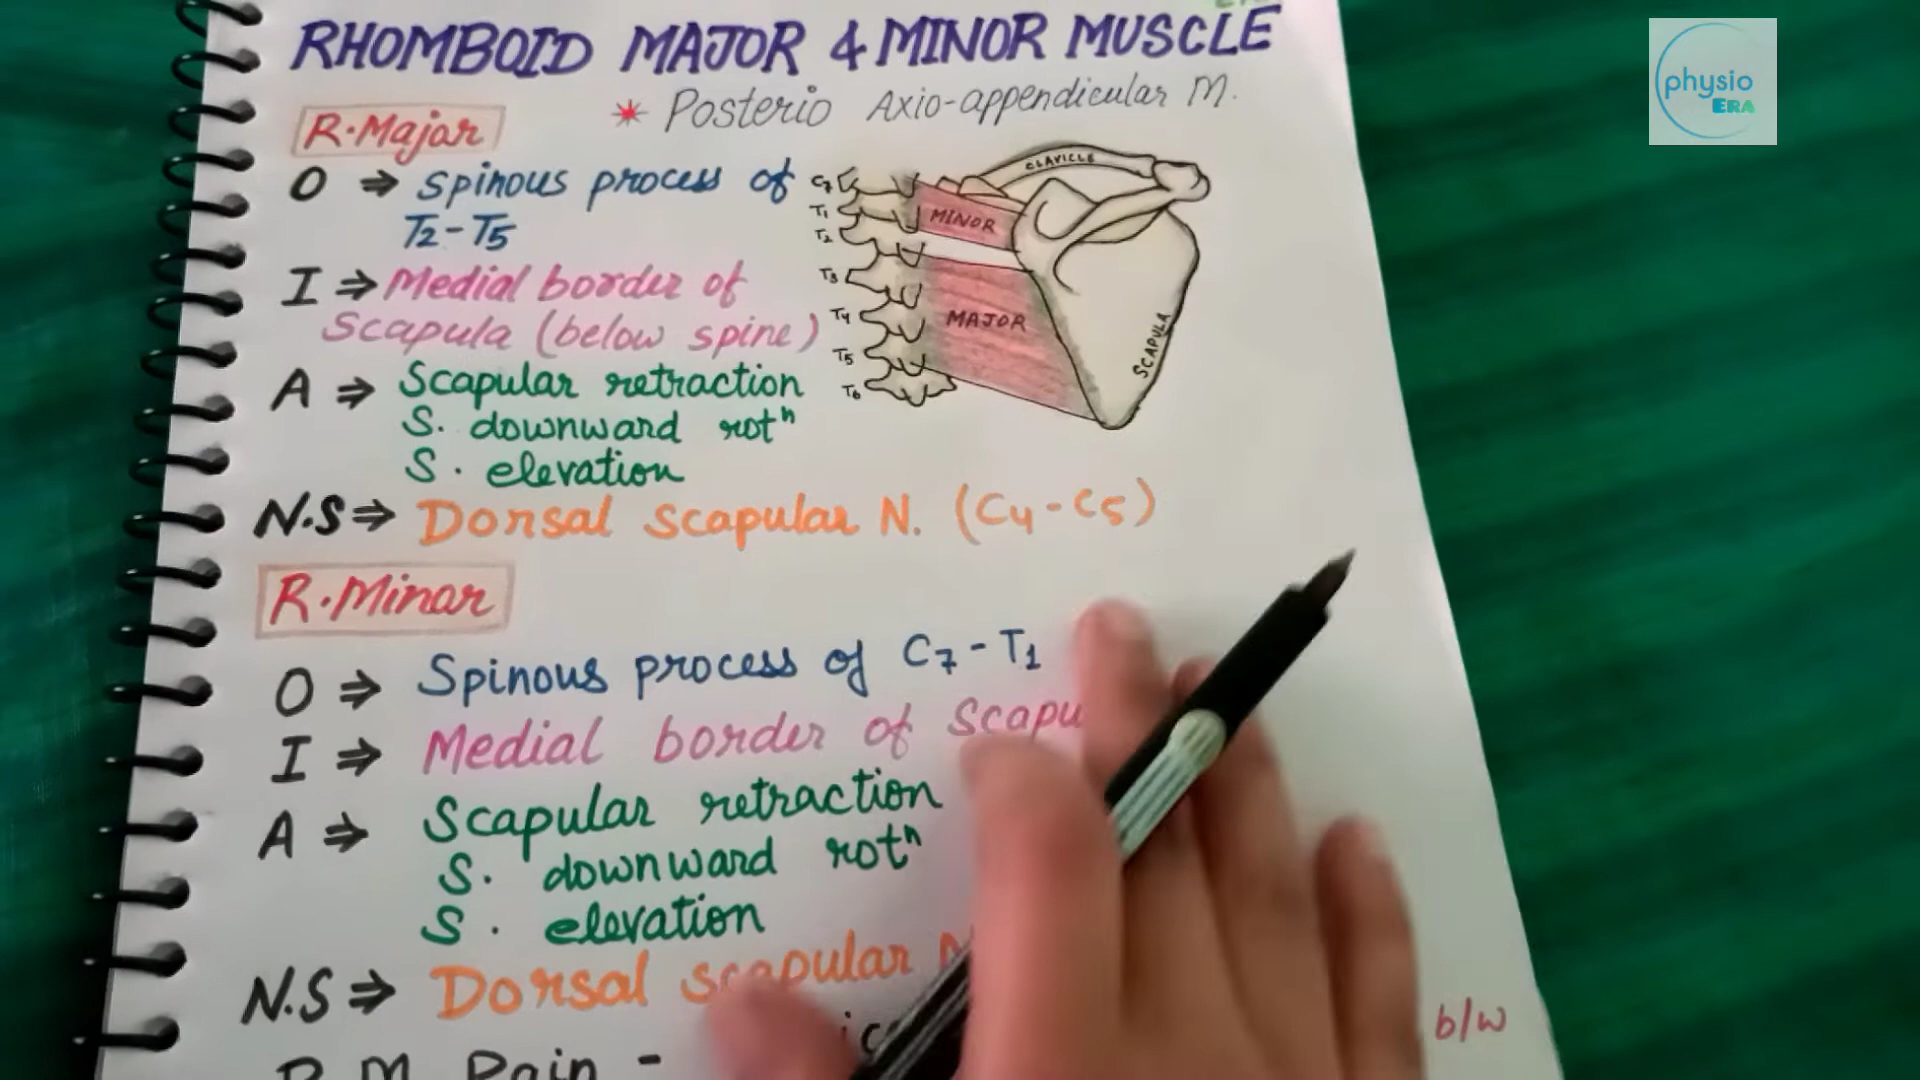 RHOMBOID MAJOR & MINOR MUSCLE
* Posterio Axio-appendicular M.
R. Major
O ⇒ Spinous process of
T2-T5
I ⇒ Medial border of
Scapula (below spine)
A ⇒ Scapular retraction
S. downward rotⁿ
S. elevation
N.S ⇒ Dorsal Scapular N. (C4-C5)
CLAVICLE
C7
T1
T2
T3
T4
T5
T6
MINOR
MAJOR
SCAPULA
R. Minor
O ⇒ Spinous process of C7-T1
I ⇒ Medial border of Scapu
A ⇒ Scapular retraction
S. downward rotⁿ
S. elevation
N.S ⇒ Dorsal scapular N
Pain -
b/w
physio
ERA